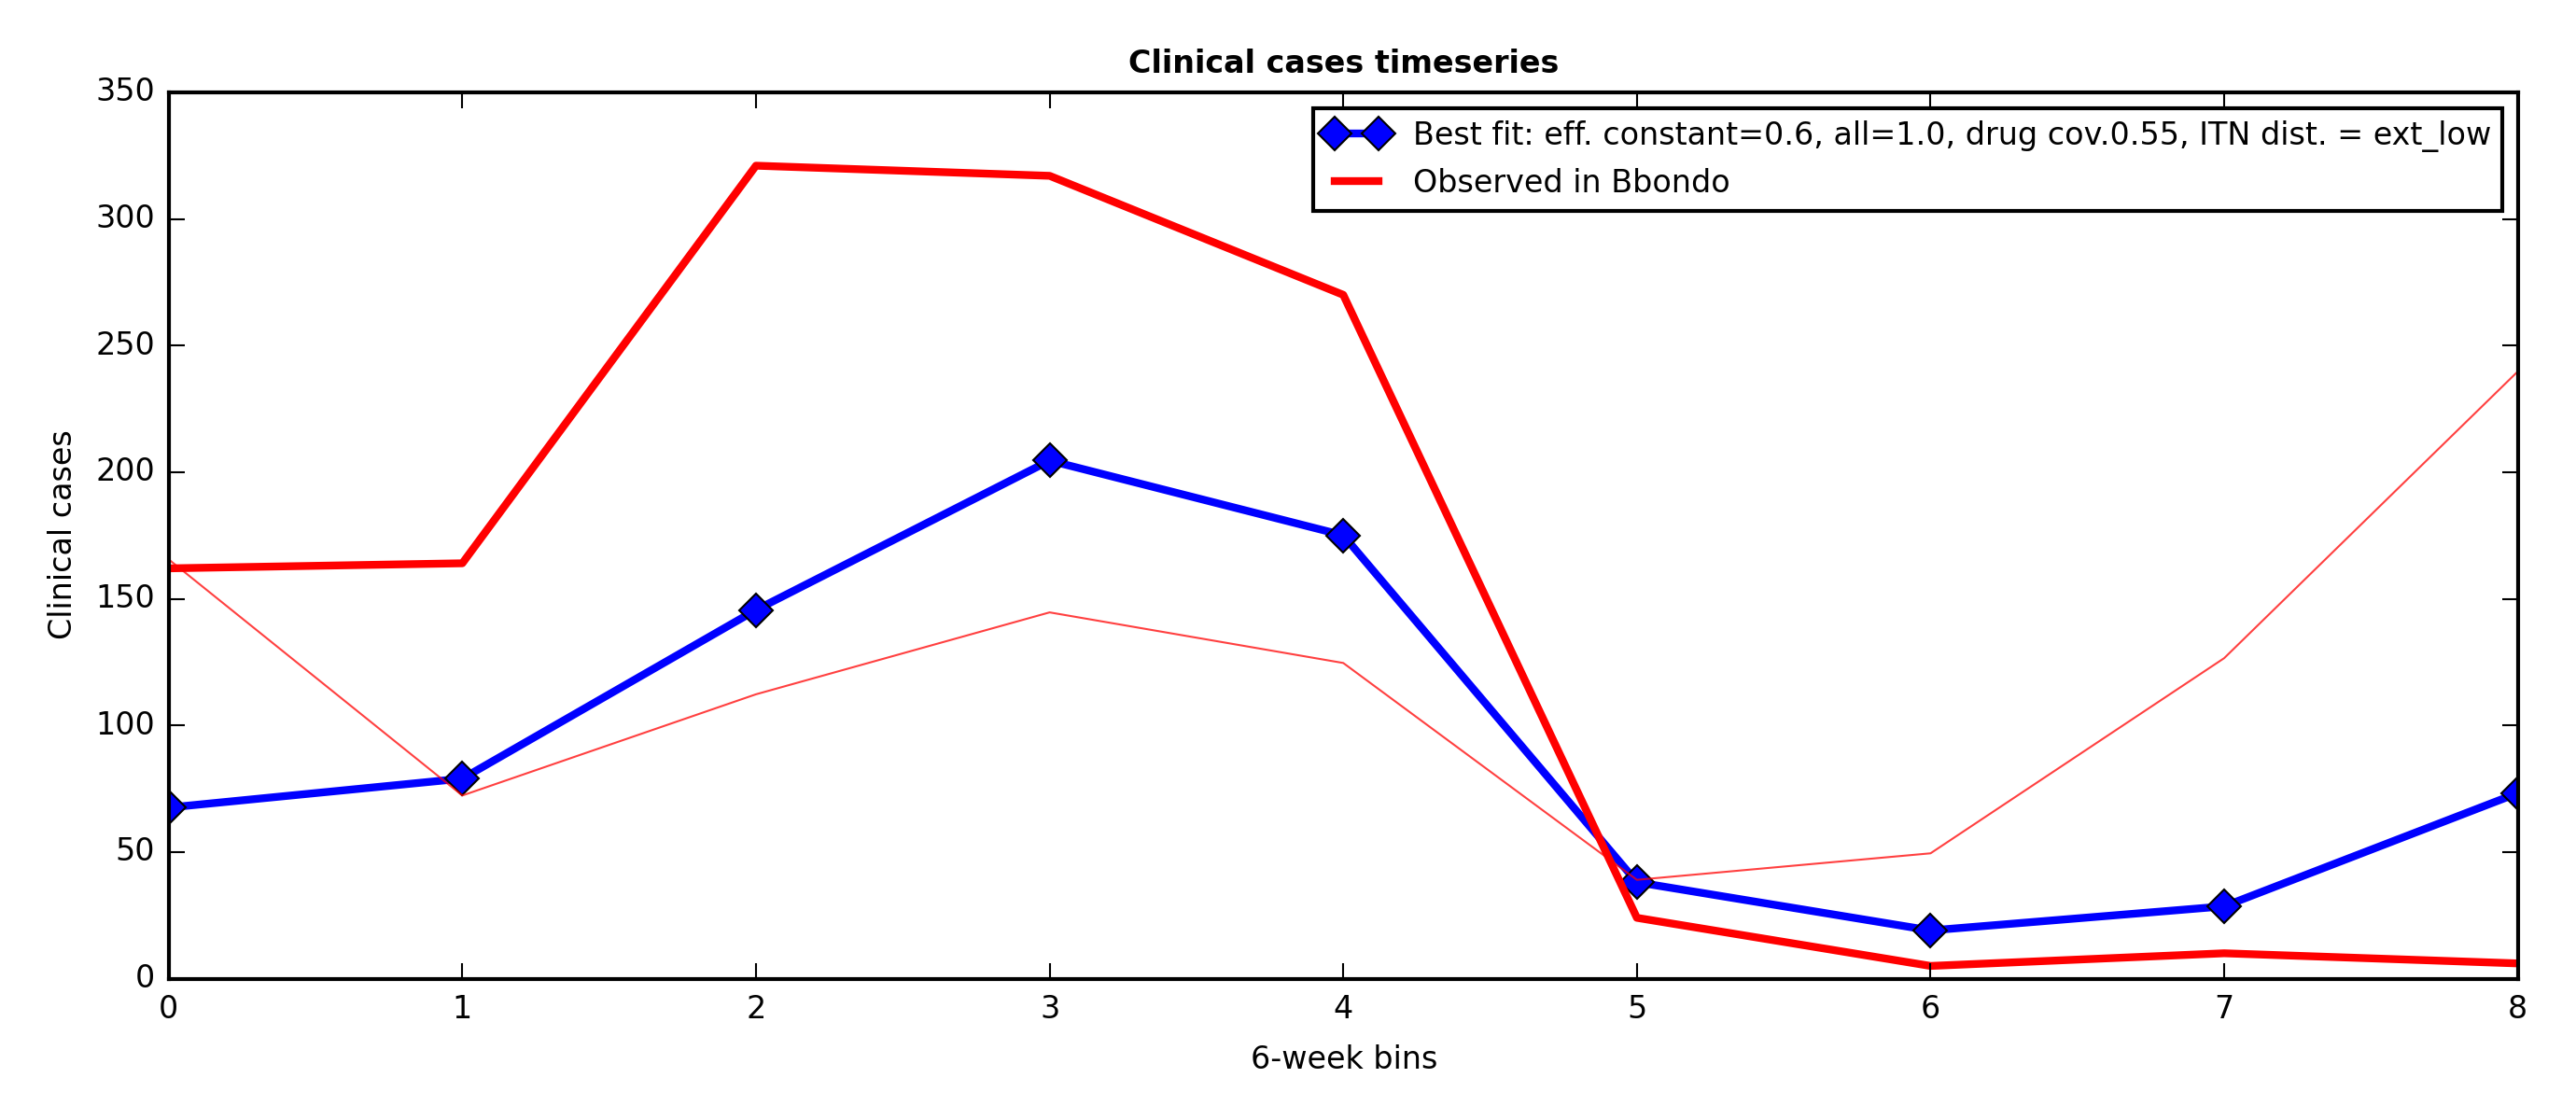 Clinical cases timeseries
350
300
250
200
150
100
50
0
Clinical cases
Best fit: eff. constant=0.6, all=1.0, drug cov.0.55, ITN dist. = ext_low
Observed in Bbondo
0 1 2 3 4 5 6 7 8
6-week bins